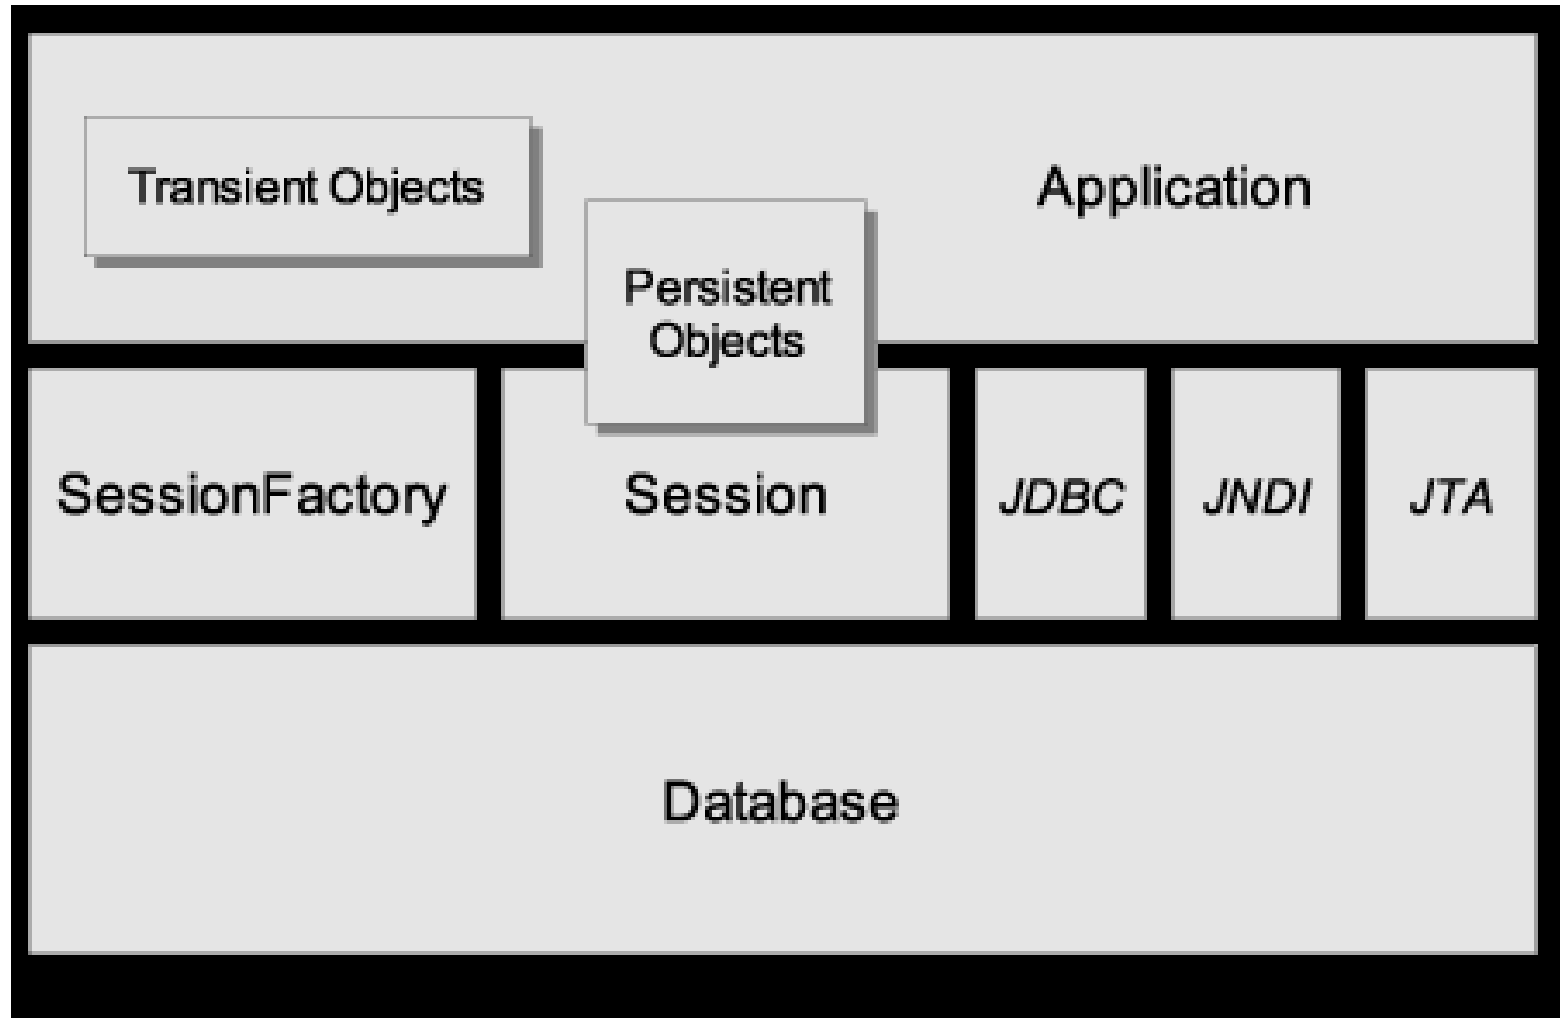 Transient Objects
Application
Persistent
Objects
SessionFactory
Session
JDBC
JNDI
JTA
Database